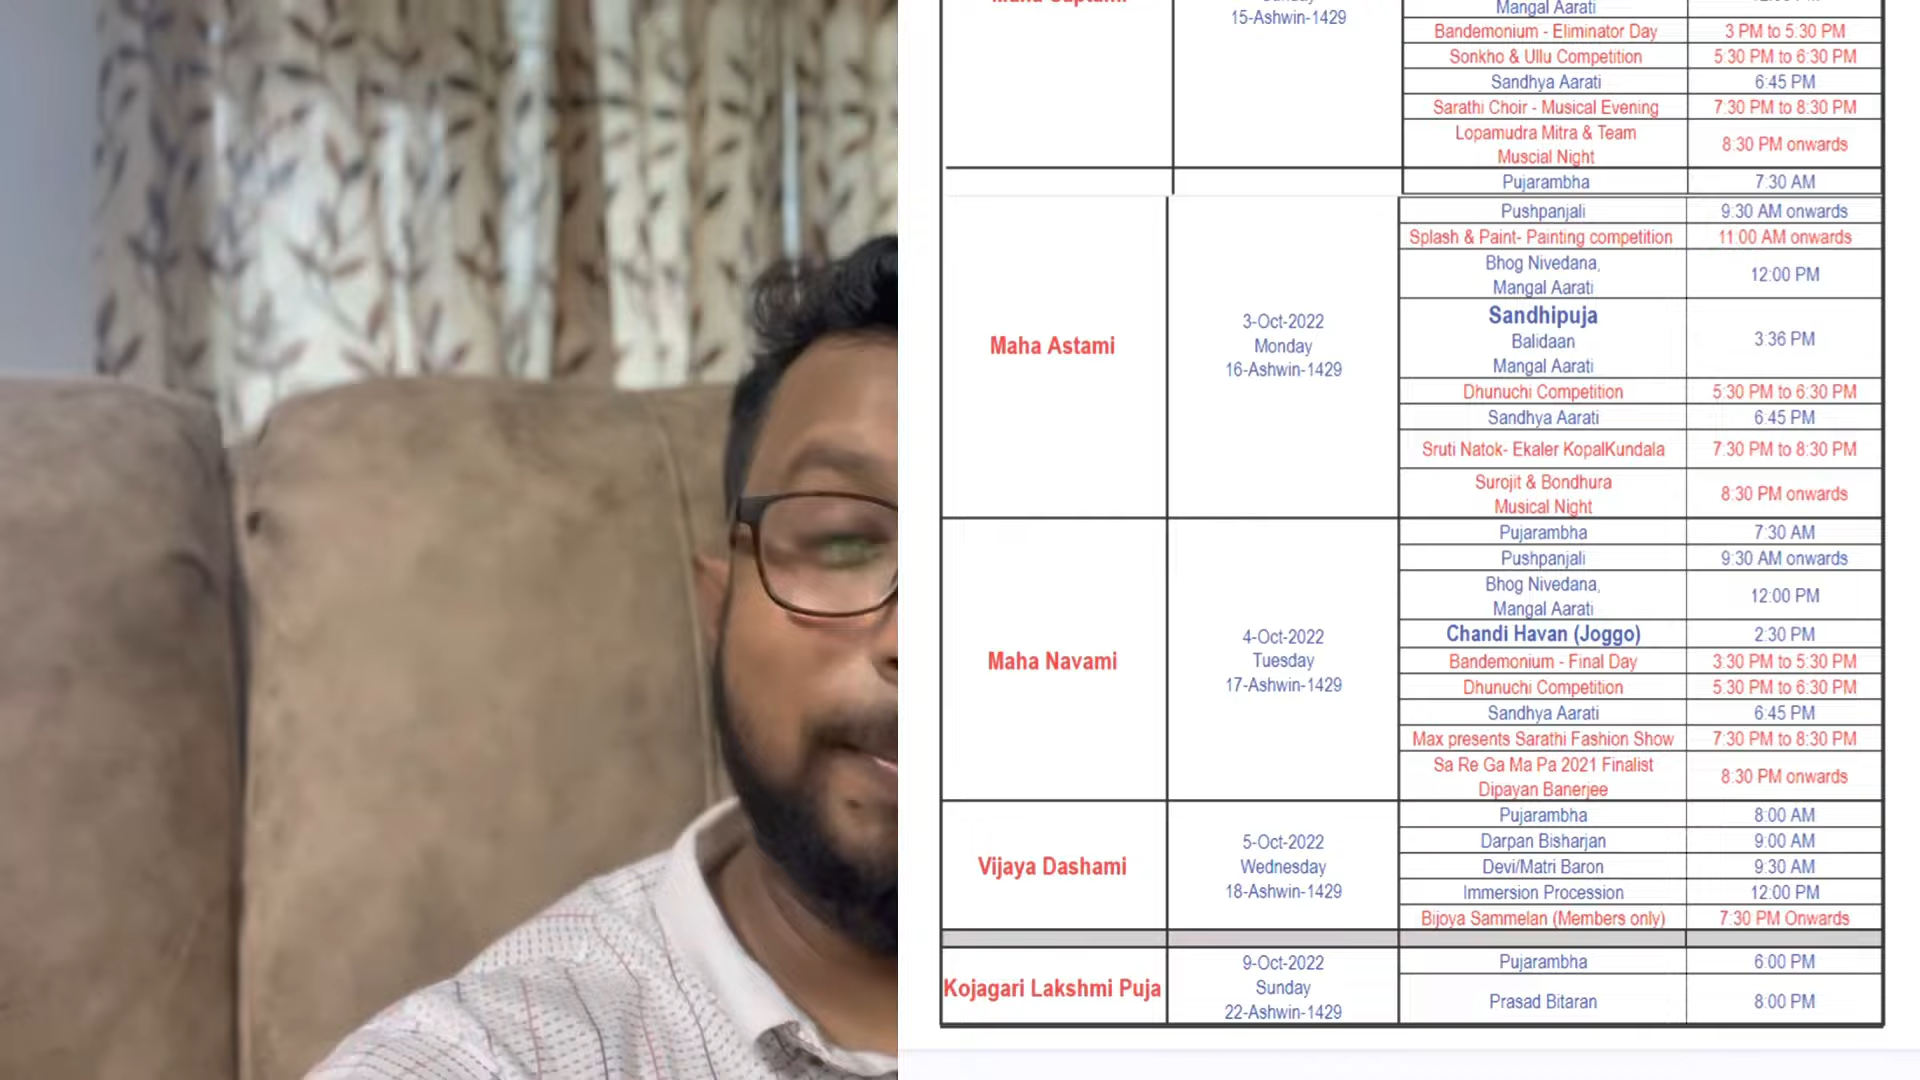 15-Ashwin-1429
Mangal Aarati
Bandemonium - Eliminator Day 3 PM to 5.30 PM
Sonkho & Ullu Competition 5:30 PM to 6:30 PM
Sandhya Aarati 6:45 PM
Sarathi Choir - Musical Evening 7:30 PM to 8:30 PM
Lopamudra Mitra & Team
Muscial Night
8:30 PM onwards
Pujarambha 7:30 AM
Maha Astami
3-Oct-2022
Monday
16-Ashwin-1429
Pushpanjali 9:30 AM onwards
Splash & Paint- Painting competition 11:00 AM onwards
Bhog Nivedana,
Mangal Aarati
12:00 PM
Sandhipuja
Balidaan
Mangal Aarati
3:36 PM
Dhunuchi Competition 5:30 PM to 6:30 PM
Sandhya Aarati 6:45 PM
Sruti Natok- Ekaler KopalKundala 7:30 PM to 8:30 PM
Surojit & Bondhura
Musical Night
8:30 PM onwards
Maha Navami
4-Oct-2022
Tuesday
17-Ashwin-1429
Pujarambha 7:30 AM
Pushpanjali 9:30 AM onwards
Bhog Nivedana,
Mangal Aarati
12:00 PM
Chandi Havan (Joggo) 2:30 PM
Bandemonium - Final Day 3:30 PM to 5:30 PM
Dhunuchi Competition 5.30 PM to 6:30 PM
Sandhya Aarati 6:45 PM
Max presents Sarathi Fashion Show 7:30 PM to 8:30 PM
Sa Re Ga Ma Pa 2021 Finalist
Dipayan Banerjee
8:30 PM onwards
Vijaya Dashami
5-Oct-2022
Wednesday
18-Ashwin-1429
Pujarambha 8:00 AM
Darpan Bisharjan 9:00 AM
Devi/Matri Baron 9:30 AM
Immersion Procession 12:00 PM
Bijoya Sammelan (Members only) 7:30 PM Onwards
Kojagari Lakshmi Puja
9-Oct-2022
Sunday
22-Ashwin-1429
Pujarambha 6:00 PM
Prasad Bitaran 8:00 PM